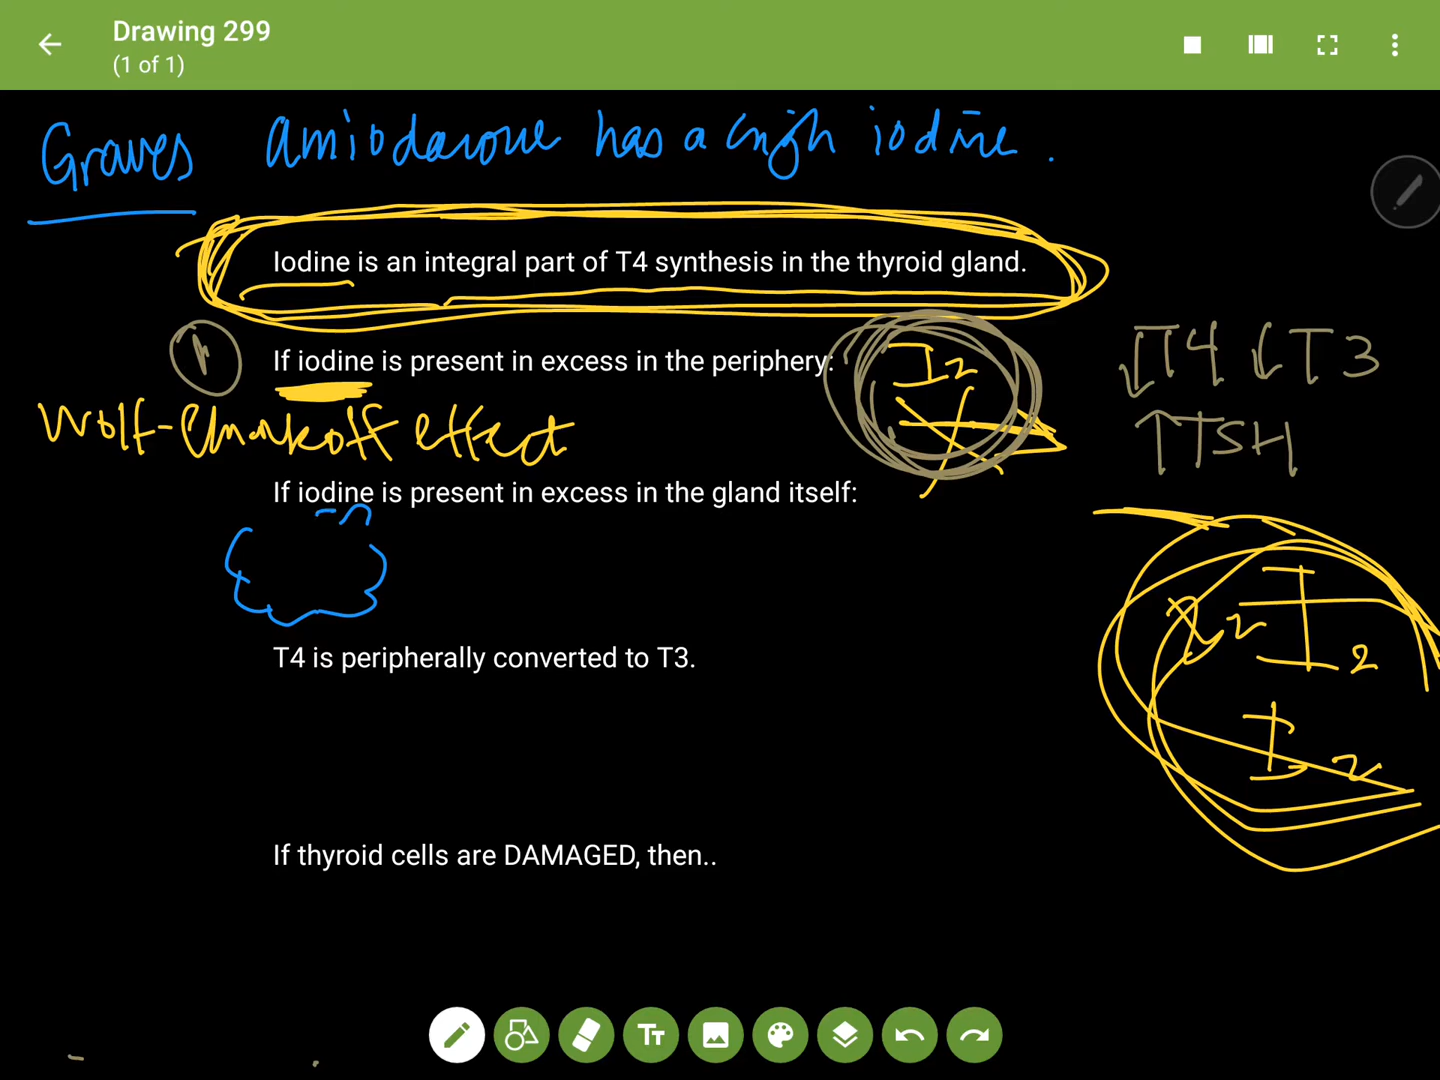 Drawing 299
(1 of 1)
Graves amiodarone has a high iodine.
Iodine is an integral part of T4 synthesis in the thyroid gland.
If iodine is present in excess in the periphery: I2 ↓T4 ↓T3
Wolf-Chaikoff effect ↑TSH
If iodine is present in excess in the gland itself:
I2
I2
T4 is peripherally converted to T3.
If thyroid cells are DAMAGED, then..
Tт